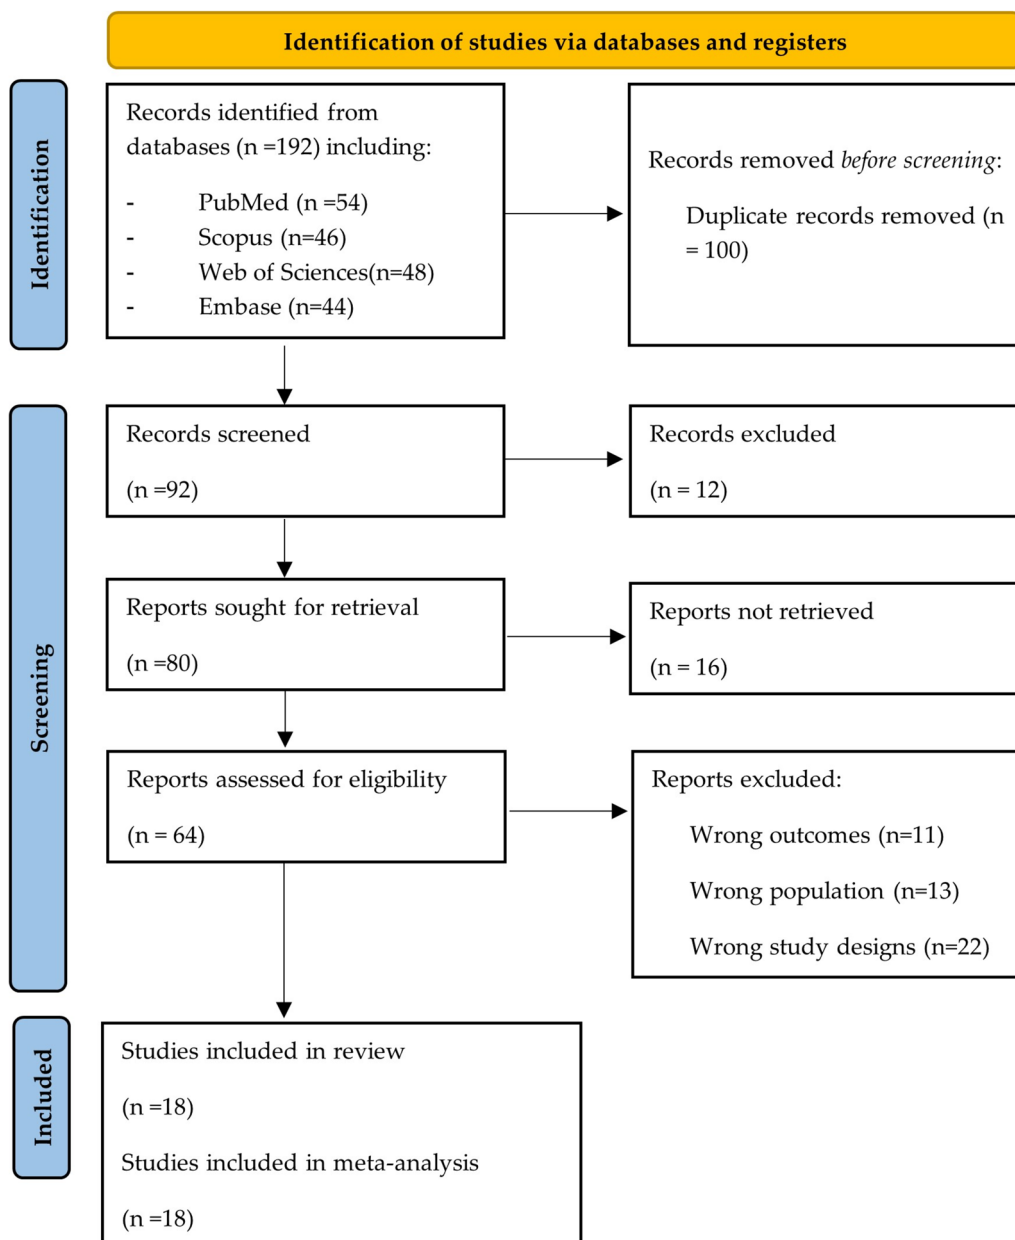 Identification of studies via databases and registers
Identification
Records identified from
databases (n =192) including:
- PubMed (n =54)
- Scopus (n=46)
- Web of Sciences(n=48)
- Embase (n=44)
Records removed before screening:
Duplicate records removed (n
= 100)
Screening
Records screened
(n =92)
Records excluded
(n = 12)
Reports sought for retrieval
(n =80)
Reports not retrieved
(n = 16)
Reports assessed for eligibility
(n = 64)
Reports excluded:
Wrong outcomes (n=11)
Wrong population (n=13)
Wrong study designs (n=22)
Included
Studies included in review
(n =18)
Studies included in meta-analysis
(n =18)